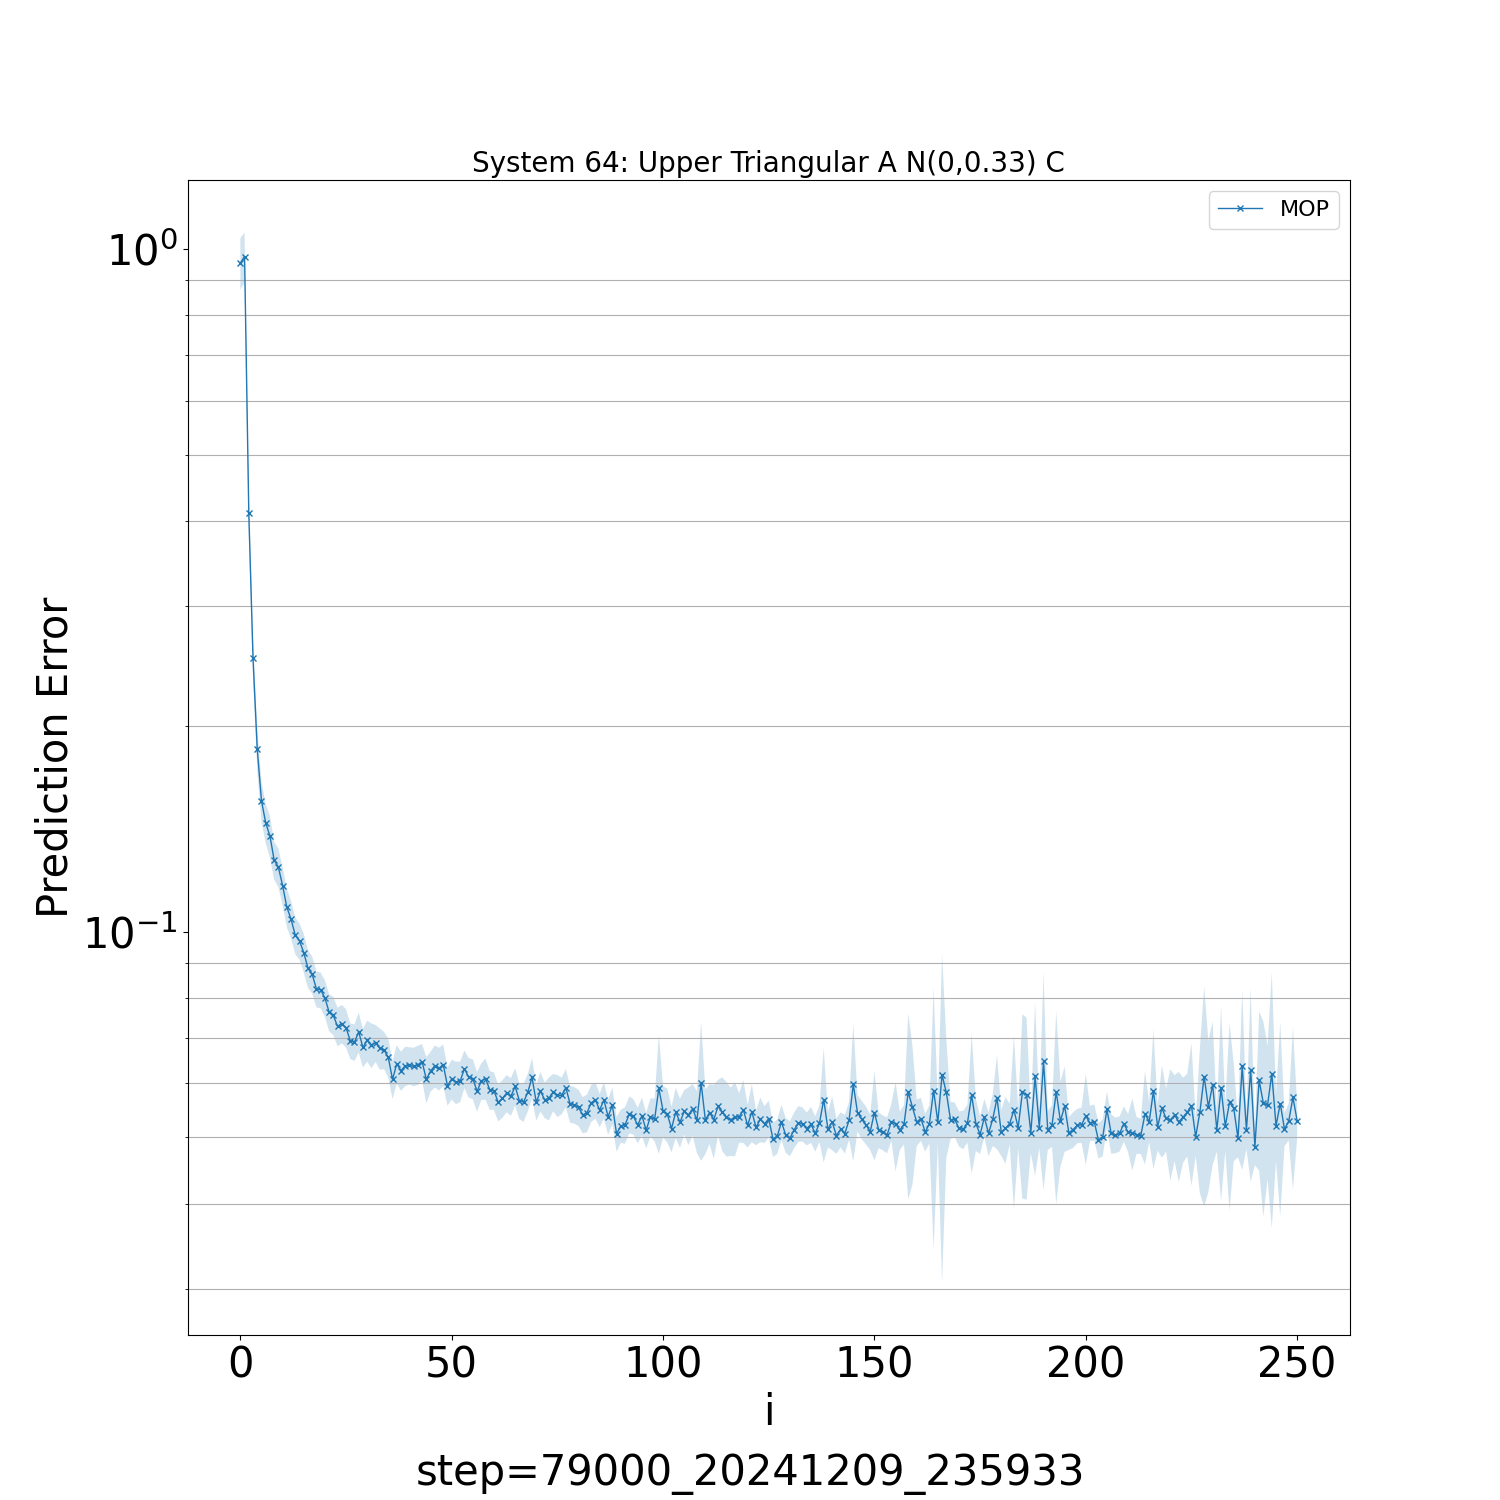 System 64: Upper Triangular A N(0,0.33) C
MOP
10⁰
10⁻¹
Prediction Error
0 50 100 150 200 250
i
step=79000_20241209_235933